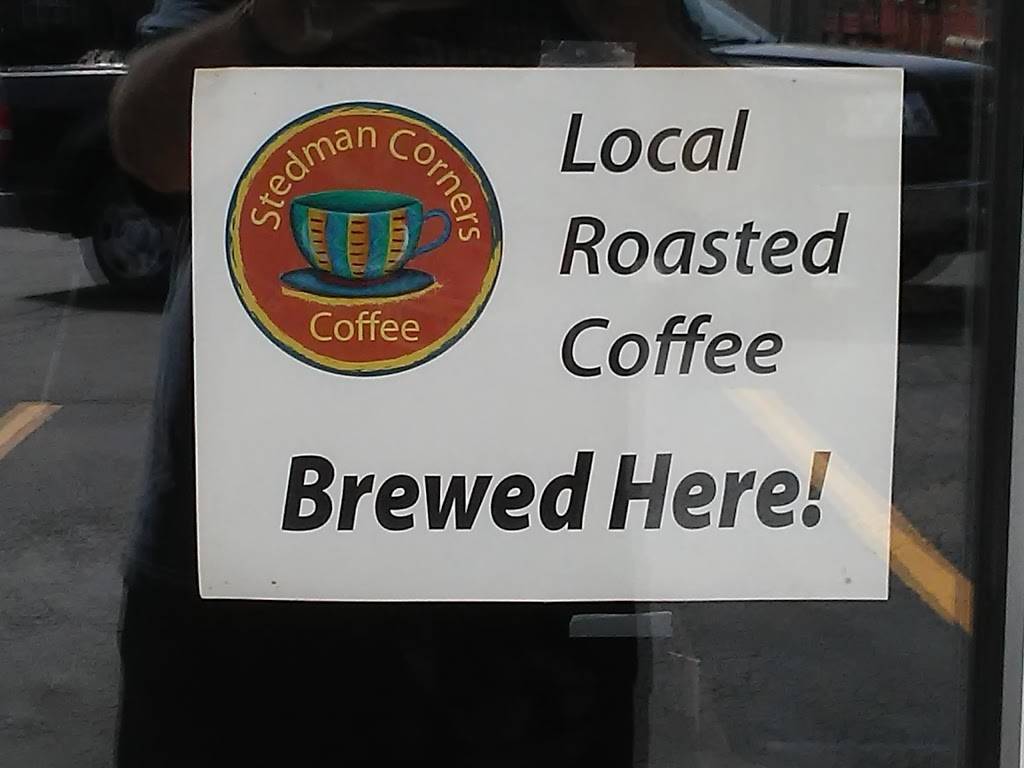 Stedman Corners
Coffee
Local
Roasted
Coffee
Brewed Here!